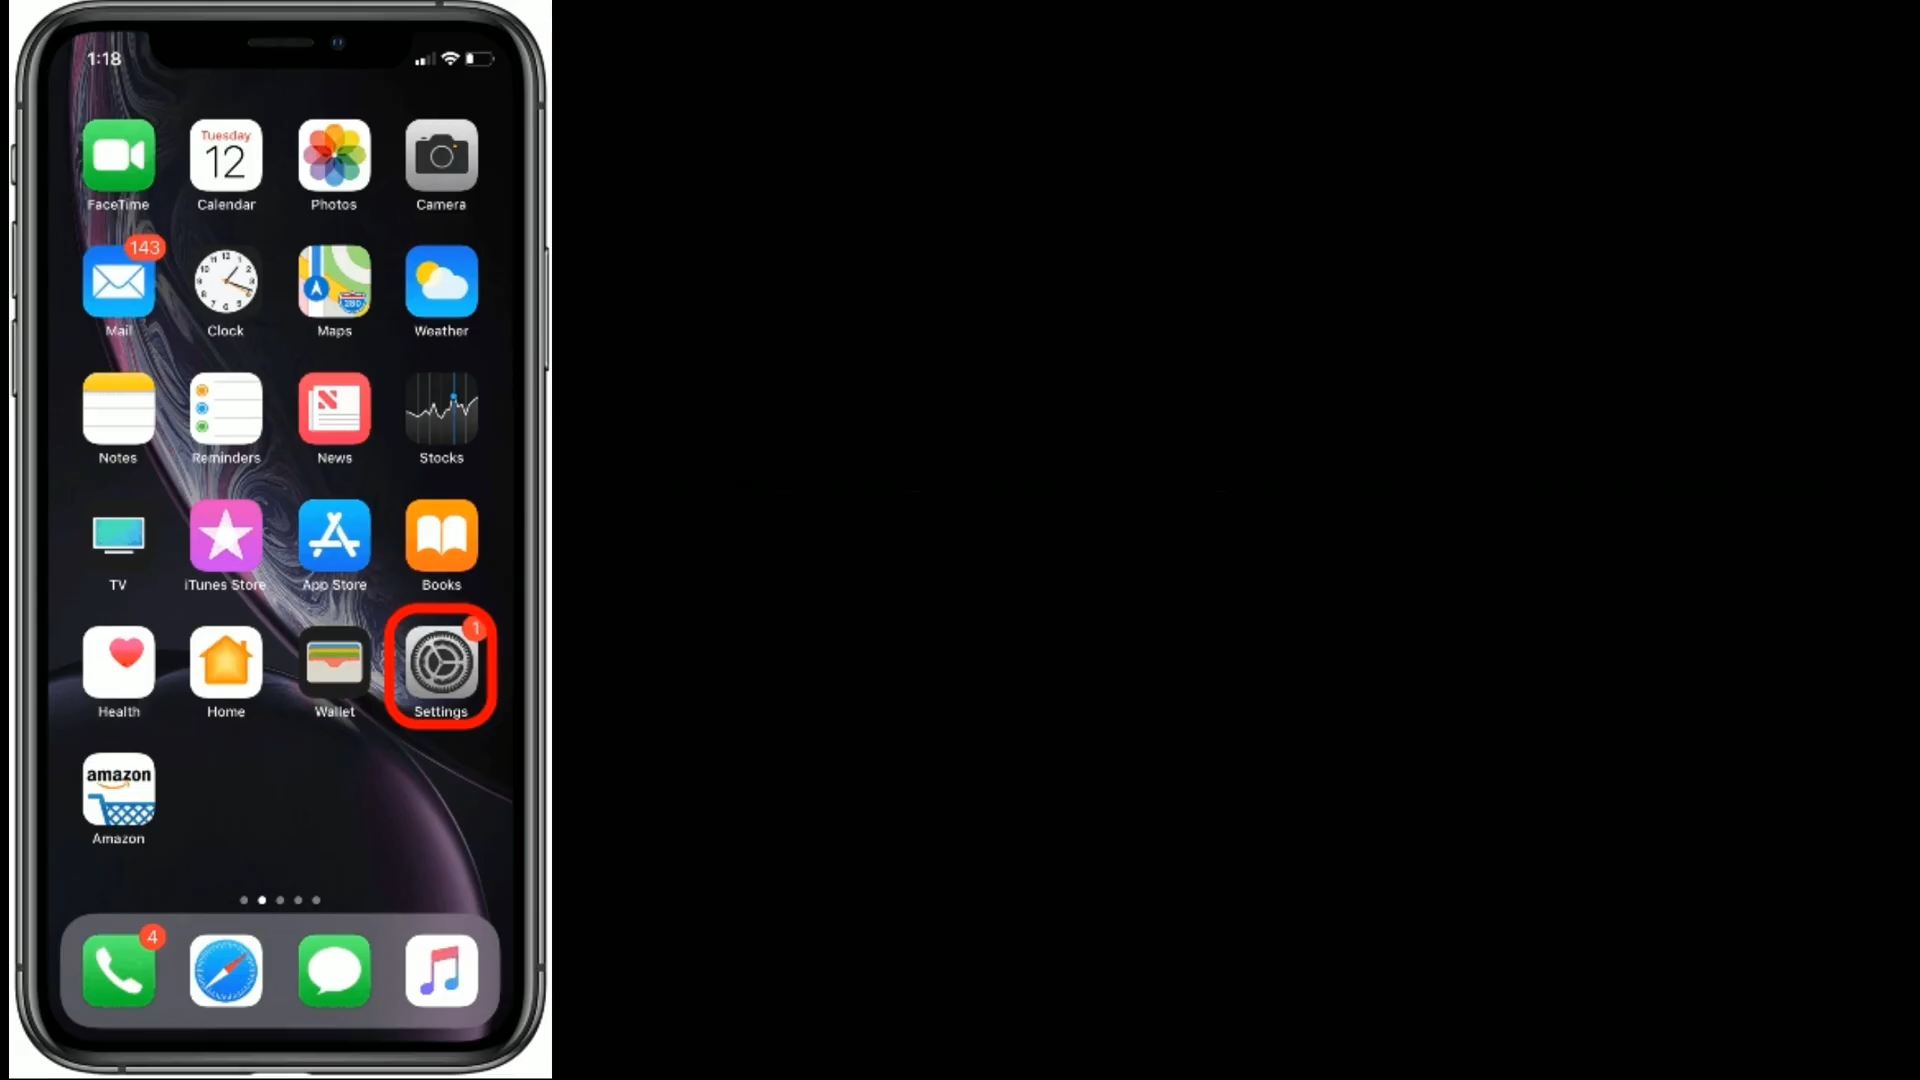 1:18
Tuesday
12
FaceTime
Calendar
Photos
Camera
143
280
Mail
Clock
Maps
Weather
Notes
Reminders
News
Stocks
TV
iTunes Store
App Store
Books
1
Health
Home
Wallet
Settings
amazon
Amazon
4